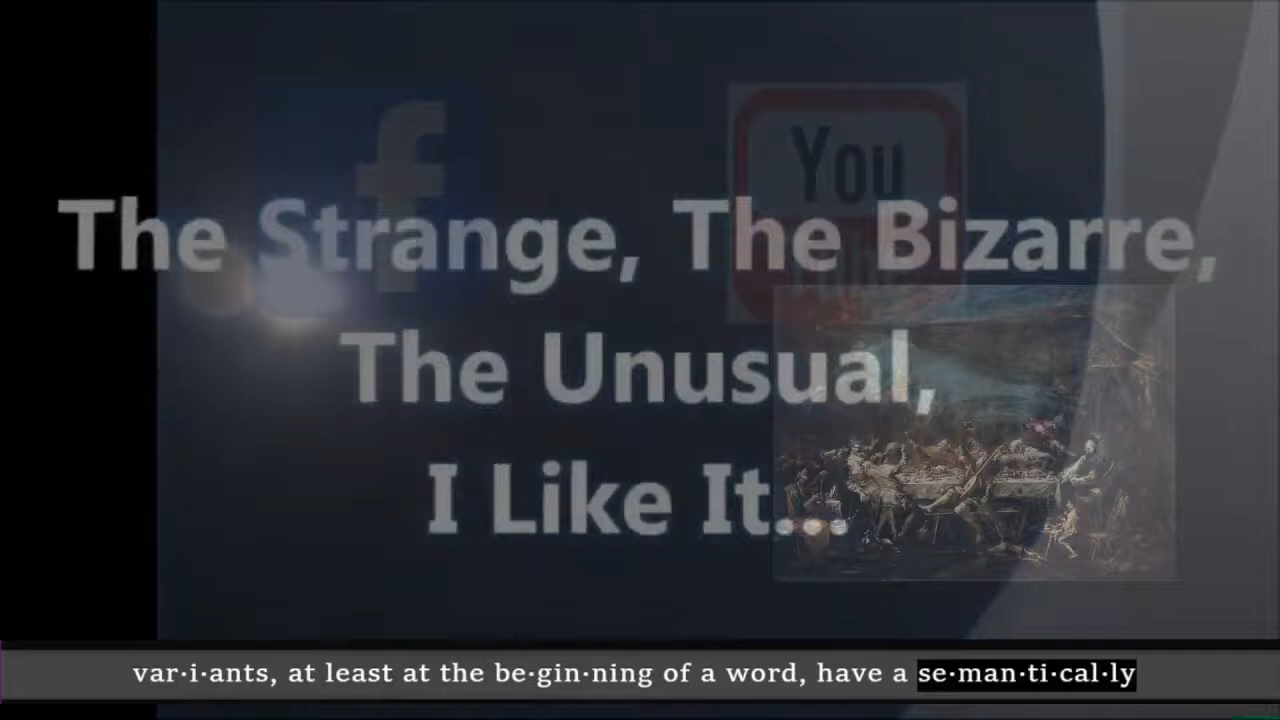 f
You
The Strange, The Bizarre,
The Unusual,
I Like It...
var·i·ants, at least at the be·gin·ning of a word, have a se·man·ti·cal·ly